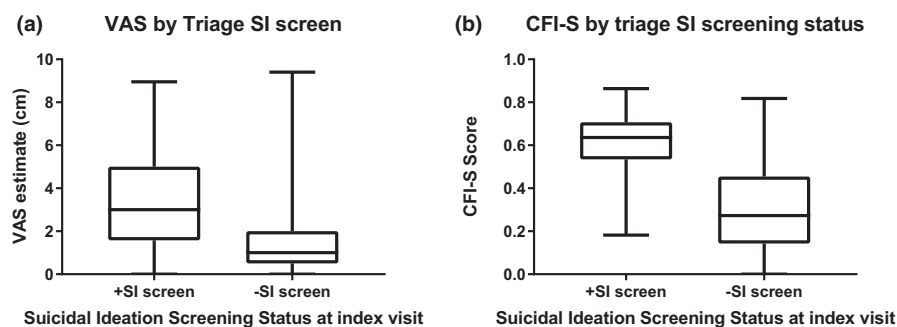 (a) VAS by Triage SI screen
VAS estimate (cm)
10
8
6
4
2
0
+SI screen -SI screen
Suicidal Ideation Screening Status at index visit
(b) CFI-S by triage SI screening status
CFI-S Score
1.0
0.8
0.6
0.4
0.2
0.0
+SI screen -SI screen
Suicidal Ideation Screening Status at index visit